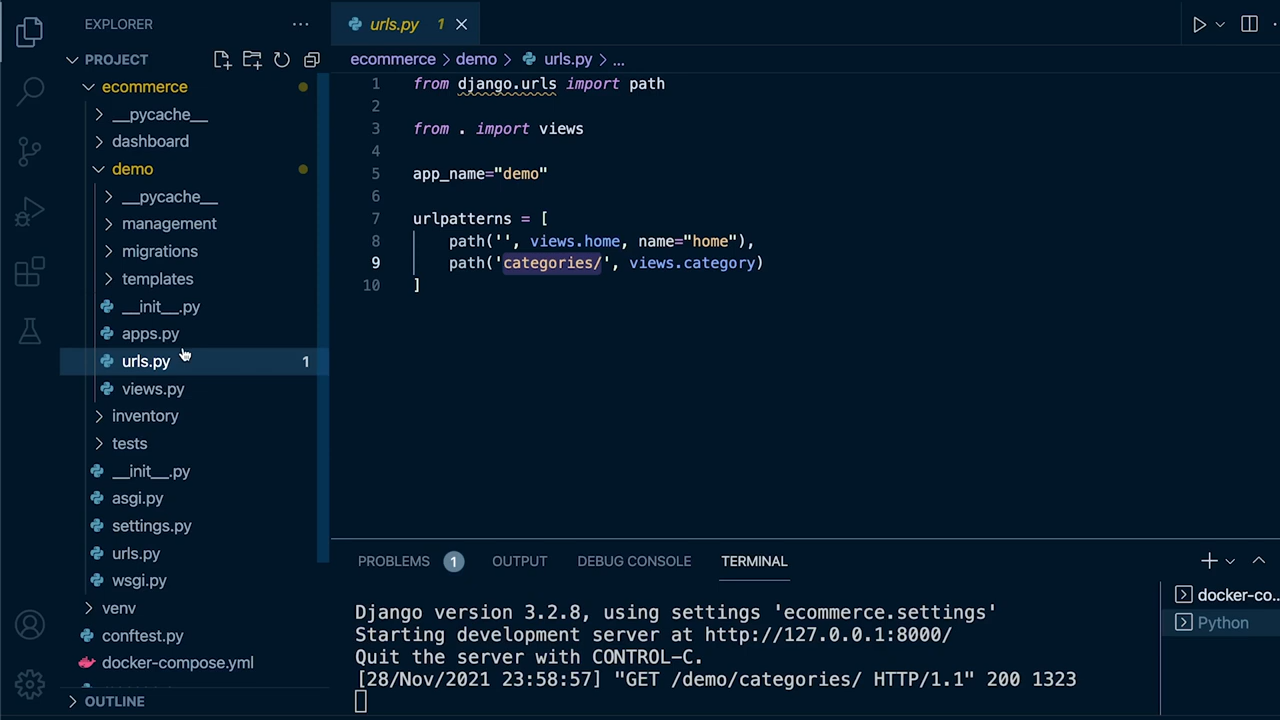 EXPLORER
PROJECT
ecommerce
__pycache__
dashboard
demo
__pycache__
management
migrations
templates
__init__.py
apps.py
urls.py 1
views.py
inventory
tests
__init__.py
asgi.py
settings.py
urls.py
wsgi.py
venv
conftest.py
docker-compose.yml
OUTLINE
urls.py 1
ecommerce > demo > urls.py > ...
1 from django.urls import path
2
3 from . import views
4
5 app_name="demo"
6
7 urlpatterns = [
8 path('', views.home, name="home"),
9 path('categories/', views.category)
10 ]
PROBLEMS 1 OUTPUT DEBUG CONSOLE TERMINAL
Django version 3.2.8, using settings 'ecommerce.settings'
Starting development server at http://127.0.0.1:8000/
Quit the server with CONTROL-C.
[28/Nov/2021 23:58:57] "GET /demo/categories/ HTTP/1.1" 200 1323
docker-co...
Python